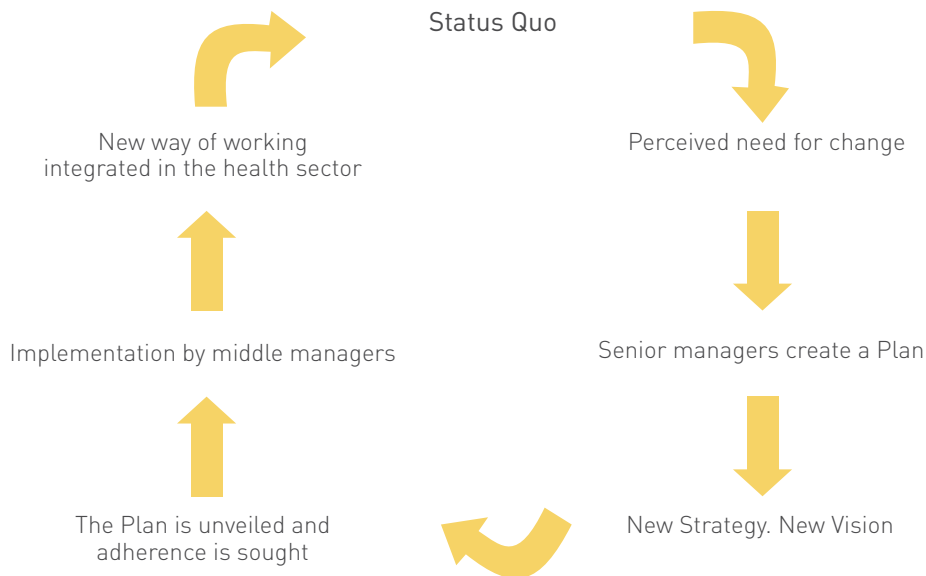 Status Quo
Perceived need for change
Senior managers create a Plan
New Strategy. New Vision
The Plan is unveiled and
adherence is sought
Implementation by middle managers
New way of working
integrated in the health sector